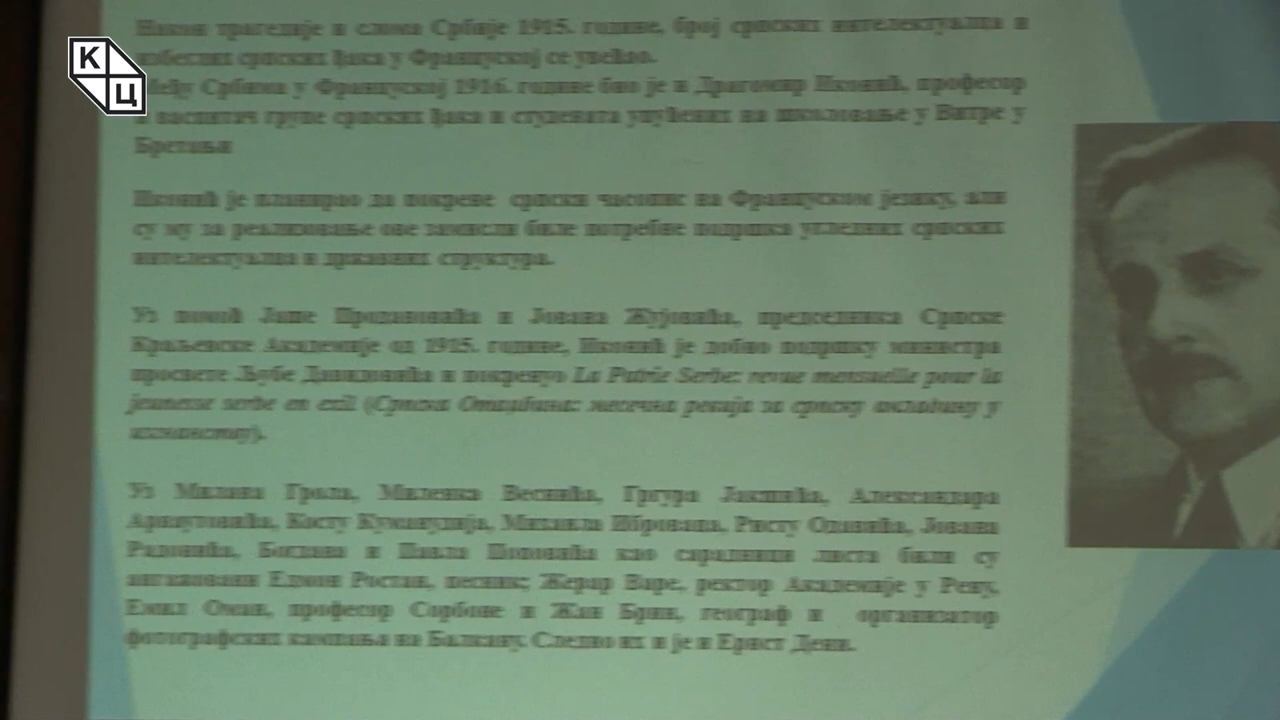 КЦ
Након трагедије и слома Србије 1915. године, број српских интелектуалца и
избеглих српских ђака у Француској се увећао.
Међу Србима у Француској 1916. године био је и Драгомир Иконић, професор
и васпитач групе српских ђака и студената упућених на школовање у Витре у
Бретањи
Иконић је планирао да покрене српски часопис на Француском језику, али
су му за реализовање ове замисли биле потребне подршка угледних српских
интелектуалца и државних структура.
Уз помоћ Јаше Продановића и Јована Жујовића, председника Српске
Краљевске Академије од 1915. године, Иконић је добио подршку министра
просвете Љубе Давидовића и покренуо La Patrie Serbe: revue mensuelle pour la
jeunesse serbe en exil (Српска Отаџбина: месечна ревија за српску омладину у
изгнанству).
Уз Милана Грола, Миленка Веснића, Гргура Јакшића, Александара
Арнаутовића, Косту Кумануdија, Михаила Ибровца, Ристу Одавића, Јована
Радонића, Богдана и Павла Поповића као сарадници листа били су
ангажовани Едмон Ростан, песник; Жерар Варе, ректор Академије у Рену,
Емил Оман, професор Сорбоне и Жан Брин, географ и организатор
фотографских кампања на Балкану. Следио их и је и Ернст Дени.